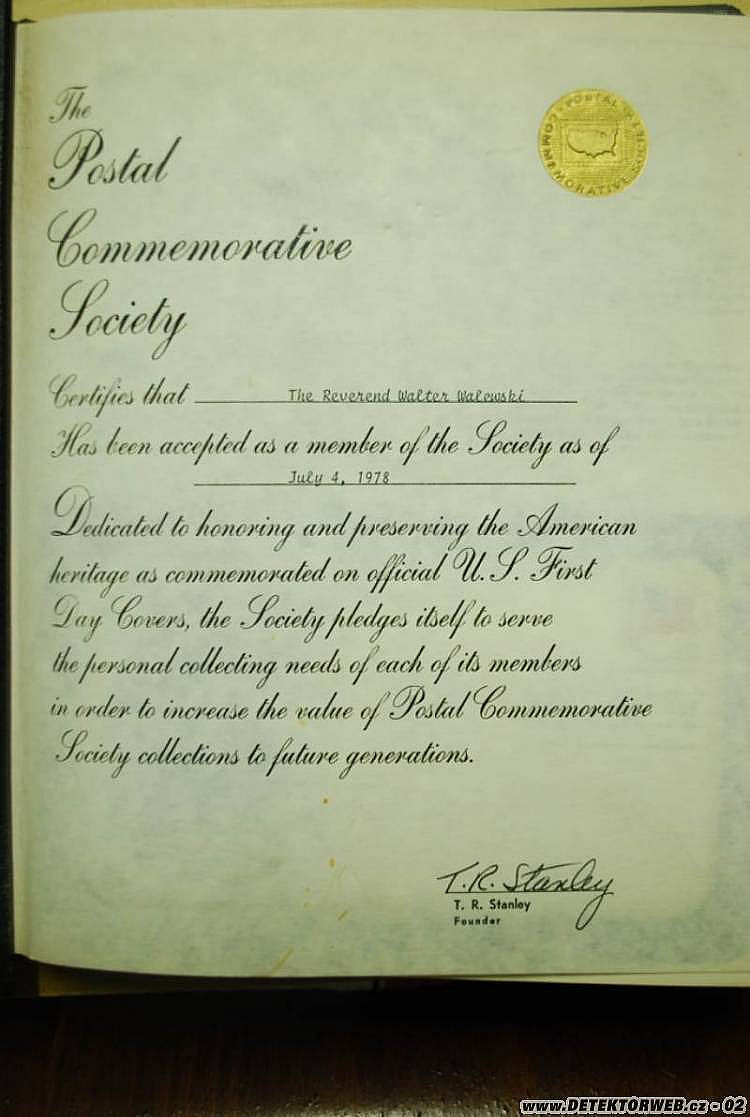 The
Postal
Commemorative
Society
POSTAL COMMEMORATIVE SOCIETY
Certifies that The Reverend Walter Walewski
Has been accepted as a member of the Society as of
July 4, 1978
Dedicated to honoring and preserving the American
heritage as commemorated on official U.S. First
Day Covers, the Society pledges itself to serve
the personal collecting needs of each of its members
in order to increase the value of Postal Commemorative
Society collections to future generations.
T.R. Stanley
T. R. Stanley
Founder
www.DETEKTORWEB.cz - 02